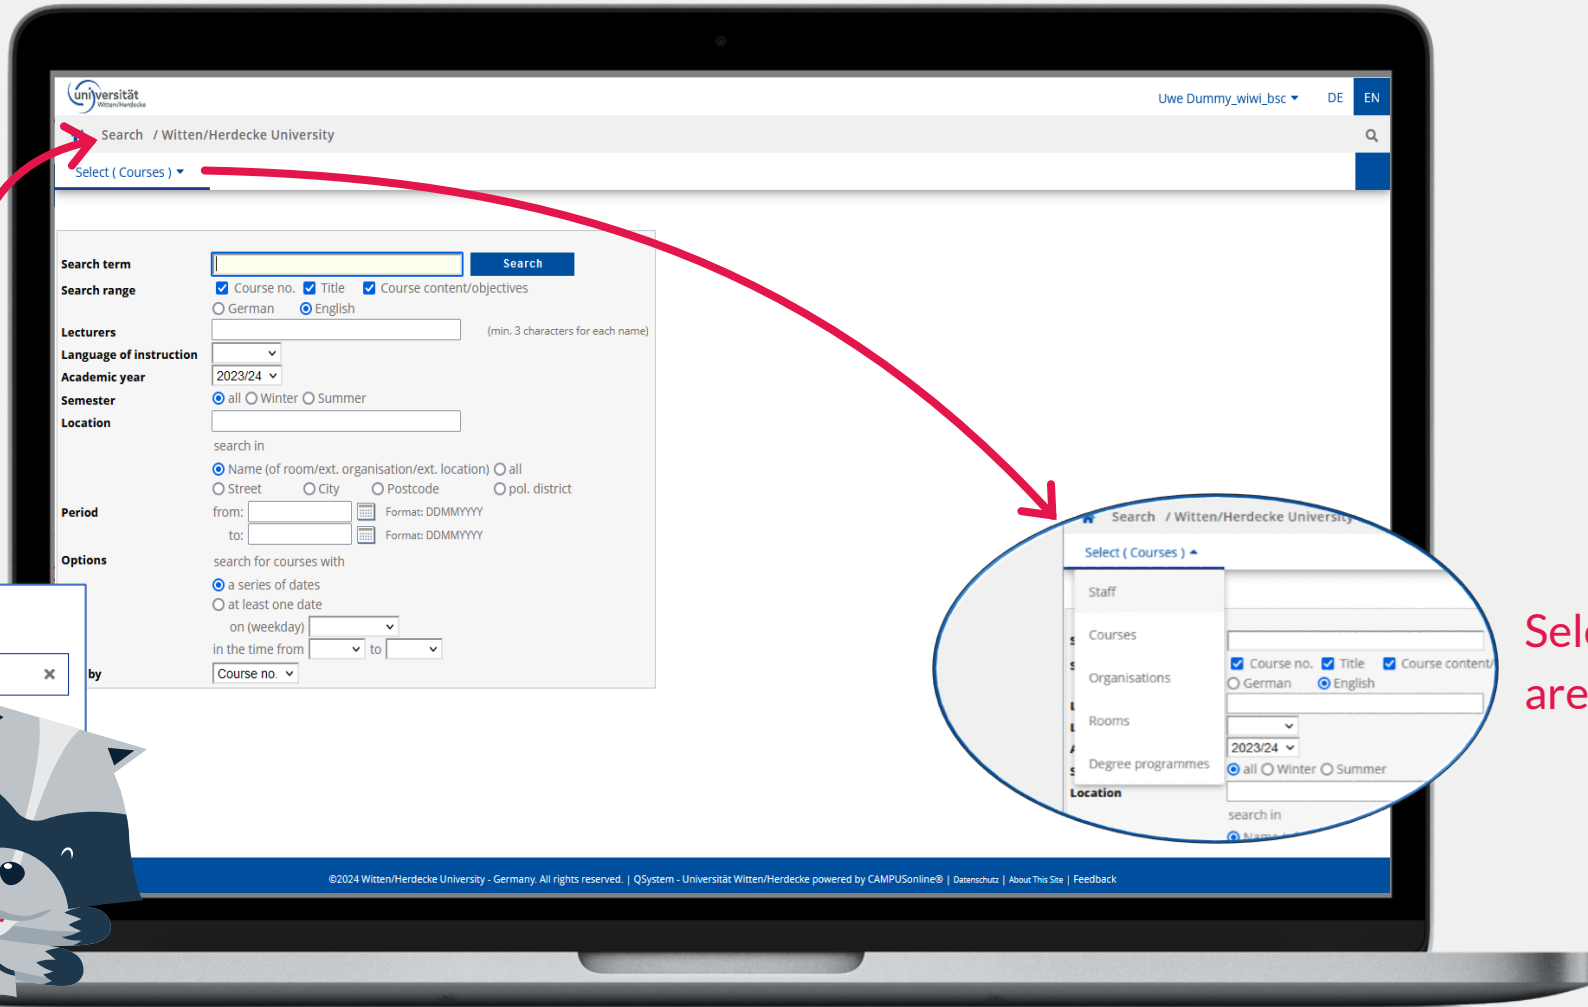 universität
Witten/Herdecke
Uwe Dummy_wiwi_bsc DE EN
Search / Witten/Herdecke University
Select ( Courses )
Search term Search
Search range Course no. Title Course content/objectives
German English
Lecturers (min. 3 characters for each name)
Language of instruction
Academic year 2023/24
Semester all Winter Summer
Location
search in
Name (of room/ext. organisation/ext. location) all
Street City Postcode pol. district
Period from: Format: DDMMYYYY
to: Format: DDMMYYYY
Options search for courses with
a series of dates
at least one date
on (weekday)
in the time from to
by Course no.
Search / Witten/Herdecke University
Select ( Courses )
Staff
Courses
Organisations
Rooms
Degree programmes
Course no. Title Course content/
German English
2023/24
all Winter Summer
Location
search in
Name
Sel
are
©2024 Witten/Herdecke University - Germany. All rights reserved. | QSystem - Universität Witten/Herdecke powered by CAMPUSonline® | Datenschutz | About This Site | Feedback